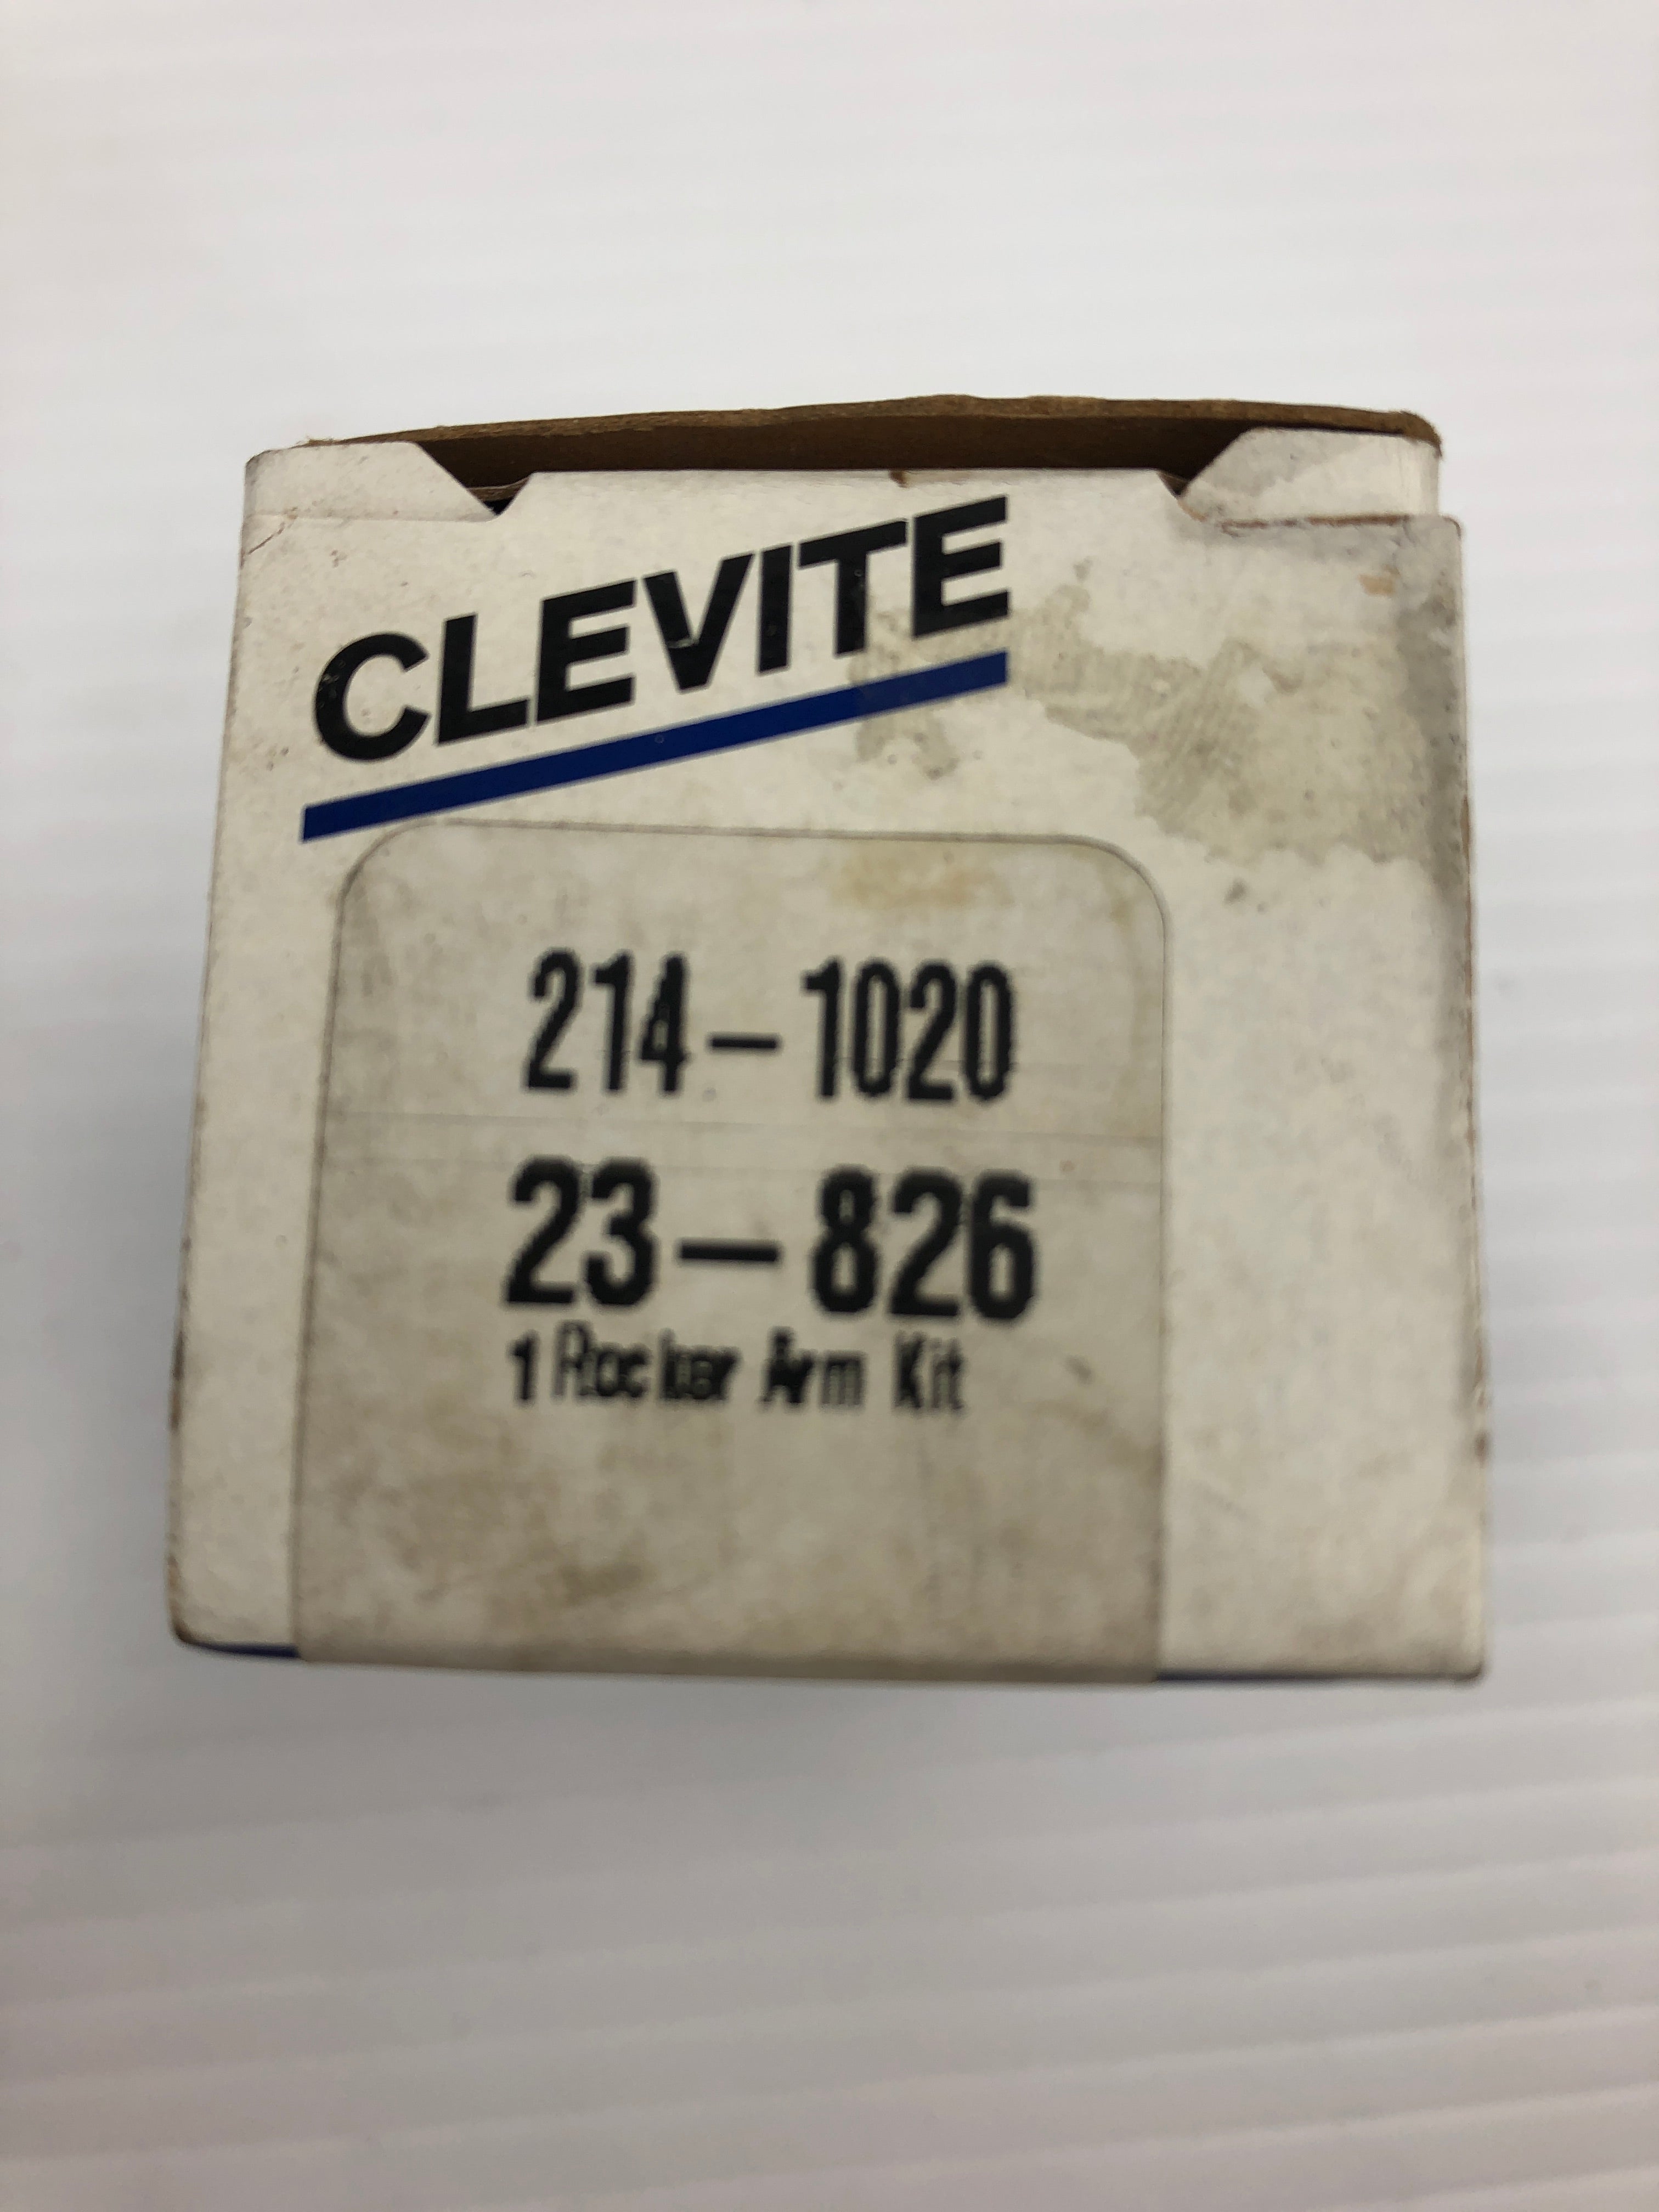 CLEVITE
214-1020
23-826
1 Rocker Arm Kit